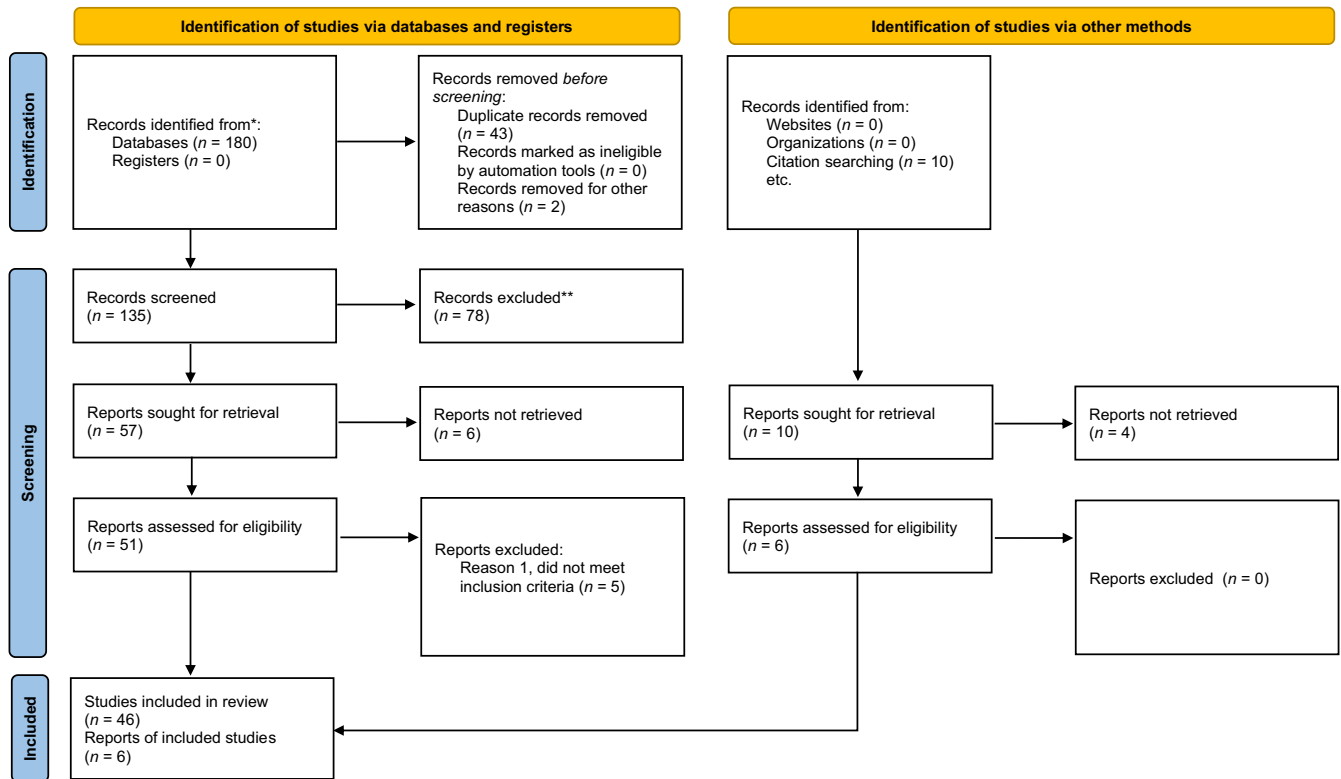 Identification of studies via databases and registers
Identification of studies via other methods
Identification
Records identified from*:
Databases (n = 180)
Registers (n = 0)
Records removed before
screening:
Duplicate records removed
(n = 43)
Records marked as ineligible
by automation tools (n = 0)
Records removed for other
reasons (n = 2)
Records identified from:
Websites (n = 0)
Organizations (n = 0)
Citation searching (n = 10)
etc.
Screening
Records screened
(n = 135)
Records excluded**
(n = 78)
Reports sought for retrieval
(n = 57)
Reports not retrieved
(n = 6)
Reports sought for retrieval
(n = 10)
Reports not retrieved
(n = 4)
Reports assessed for eligibility
(n = 51)
Reports excluded:
Reason 1, did not meet
inclusion criteria (n = 5)
Reports assessed for eligibility
(n = 6)
Reports excluded (n = 0)
Included
Studies included in review
(n = 46)
Reports of included studies
(n = 6)